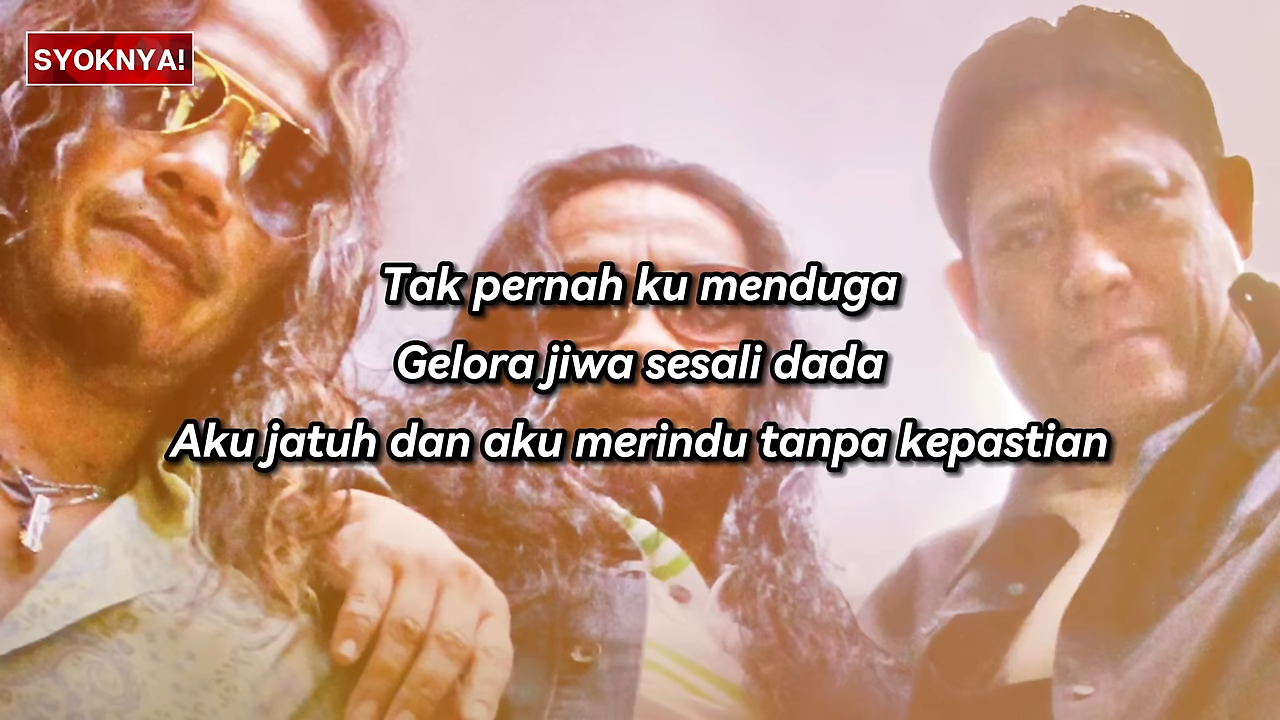 SYOKNYA!
Tak pernah ku menduga
Gelora jiwa sesali dada
Aku jatuh dan aku merindu tanpa kepastian